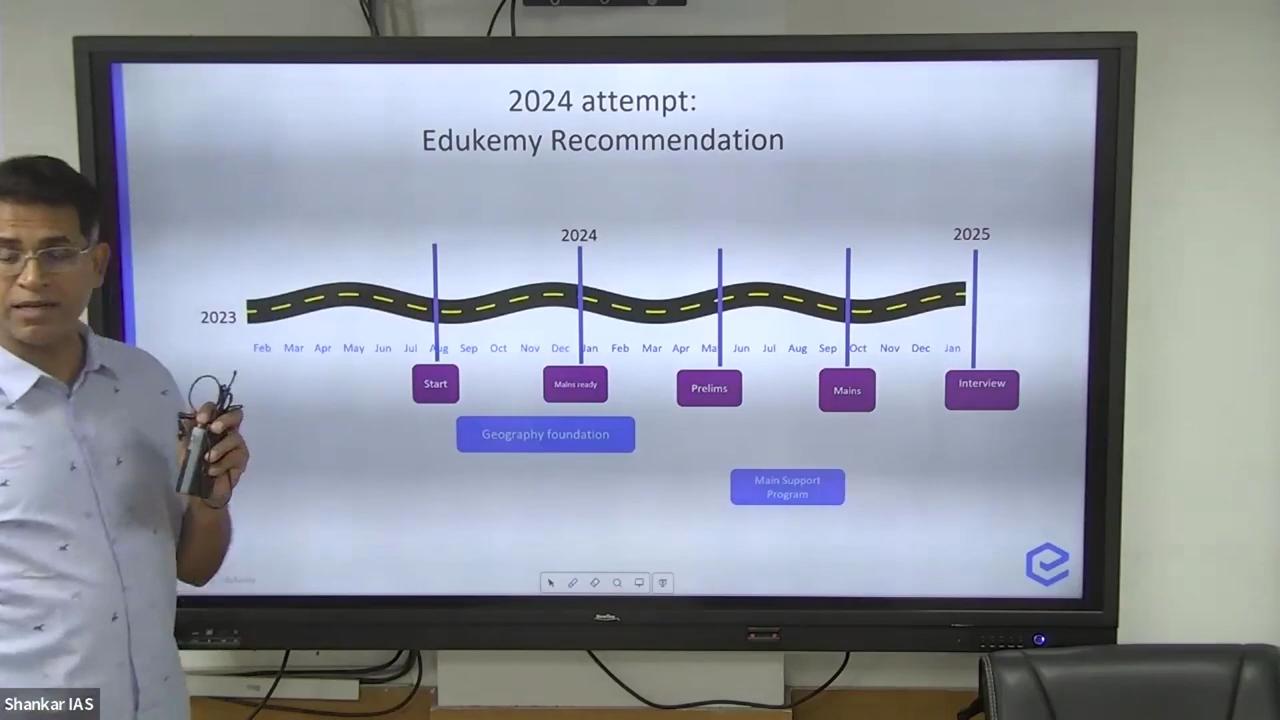 2024 attempt:
Edukemy Recommendation
2024
2025
2023
Feb Mar Apr May Jun Jul Aug Sep Oct Nov Dec Jan Feb Mar Apr May Jun Jul Aug Sep Oct Nov Dec Jan
Start
Mains ready
Prelims
Mains
Interview
Geography foundation
Main Support
Program
Shankar IAS